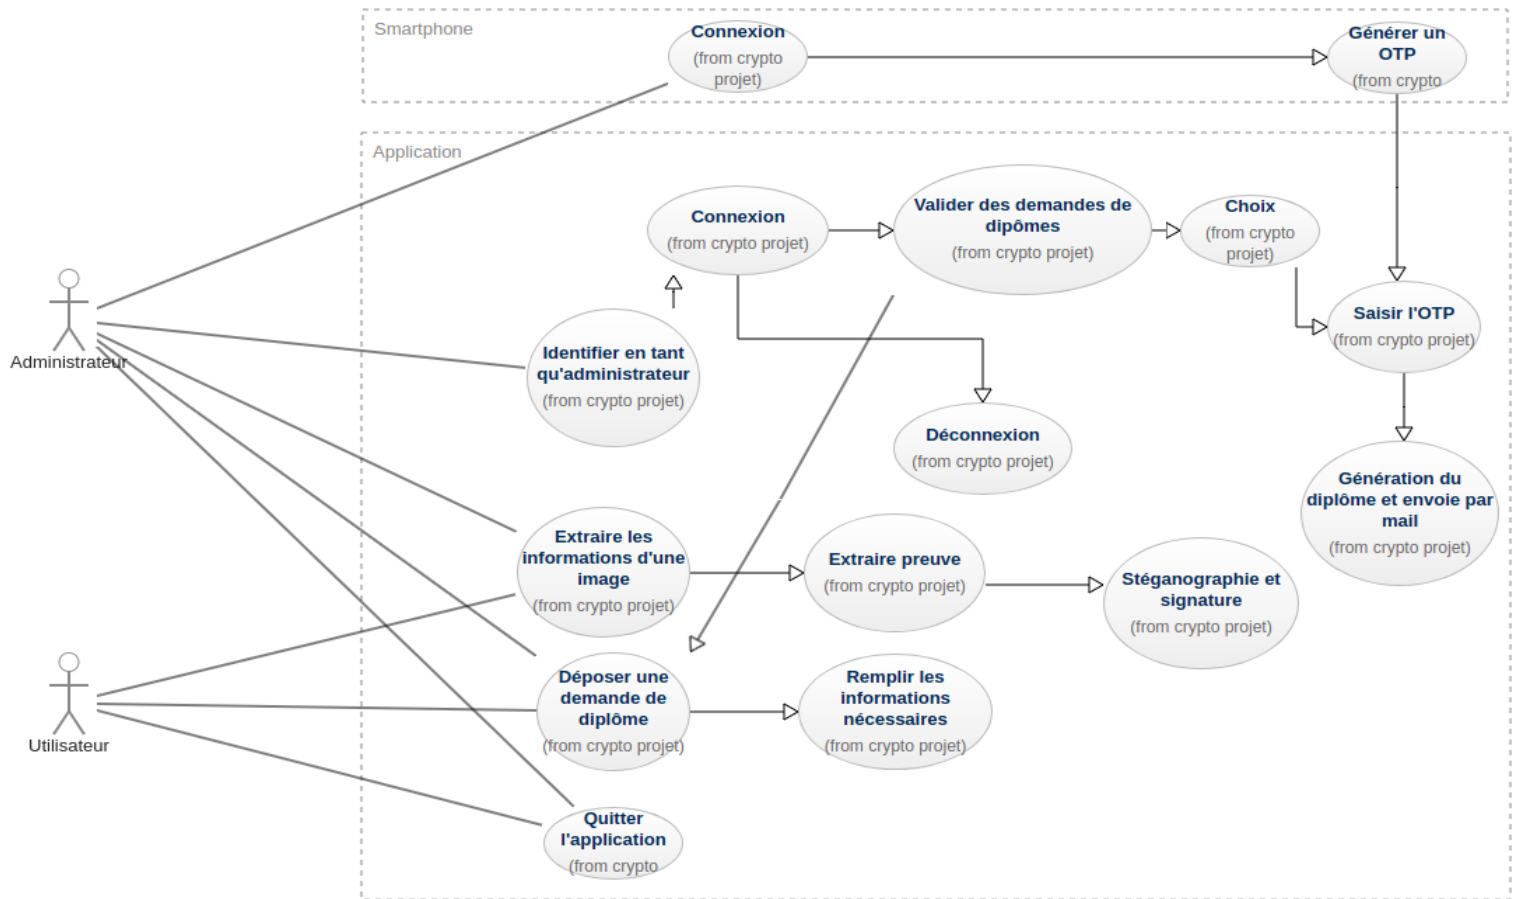 Smartphone
Connexion
(from crypto
projet)
Générer un
OTP
(from crypto
Application
Connexion
(from crypto projet)
Valider des demandes de
dipômes
(from crypto projet)
Choix
(from crypto
projet)
Saisir l'OTP
(from crypto projet)
Administrateur
Identifier en tant
qu'administrateur
(from crypto projet)
Déconnexion
(from crypto projet)
Génération du
diplôme et envoie par
mail
(from crypto projet)
Extraire les
informations d'une
image
(from crypto projet)
Extraire preuve
(from crypto projet)
Stéganographie et
signature
(from crypto projet)
Utilisateur
Déposer une
demande de
diplôme
(from crypto projet)
Remplir les
informations
nécessaires
(from crypto projet)
Quitter
l'application
(from crypto